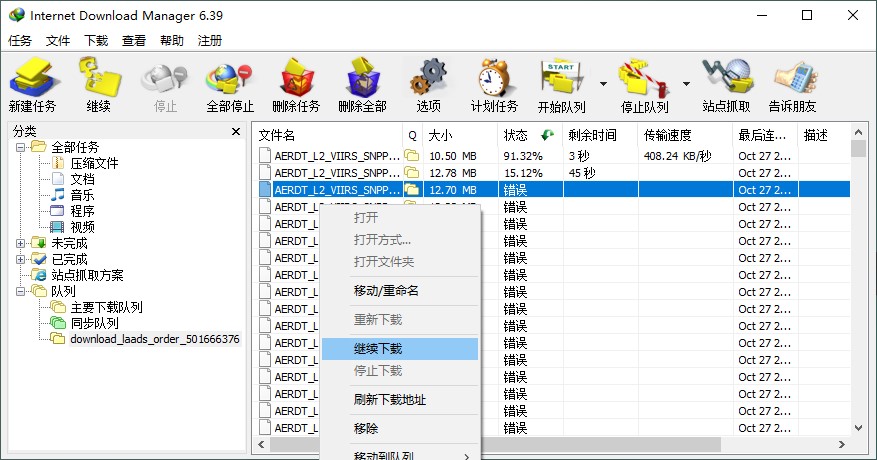 Internet Download Manager 6.39
任务 文件 下载 查看 帮助 注册
START
新建任务 继续 停止 全部停止 删除任务 删除全部 选项 计划任务 开始队列 停止队列 站点抓取 告诉朋友
分类
全部任务
压缩文件
文档
音乐
程序
视频
未完成
已完成
站点抓取方案
队列
主要下载队列
同步队列
download_laads_order_501666376
文件名 Q 大小 状态 剩余时间 传输速度 最后连... 描述
AERDT_L2_VIIRS_SNPP... 10.50 MB 91.32% 3 秒 408.24 KB/秒 Oct 27 2...
AERDT_L2_VIIRS_SNPP... 12.78 MB 15.12% 45 秒 Oct 27 2...
AERDT_L2_VIIRS_SNPP... 12.70 MB 错误 Oct 27 2...
AERDT_L2_VIIRS_SNPP... 错误 Oct 27 2...
AERDT_L 错误 Oct 27 2...
AERDT_L 错误 Oct 27 2...
AERDT_L 错误 Oct 27 2...
AERDT_L 错误 Oct 27 2...
AERDT_L 错误 Oct 27 2...
AERDT_L 错误 Oct 27 2...
AERDT_L 错误 Oct 27 2...
AERDT_L 错误 Oct 27 2...
AERDT_L 错误 Oct 27 2...
AERDT_L 错误 Oct 27 2...
AERDT_L 错误 Oct 27 2...
AERDT_L 错误 Oct 27 2...
AERDT_L 错误 Oct 27 2...
打开
打开方式...
打开文件夹
移动/重命名
重新下载
继续下载
停止下载
刷新下载地址
移除
移动到队列